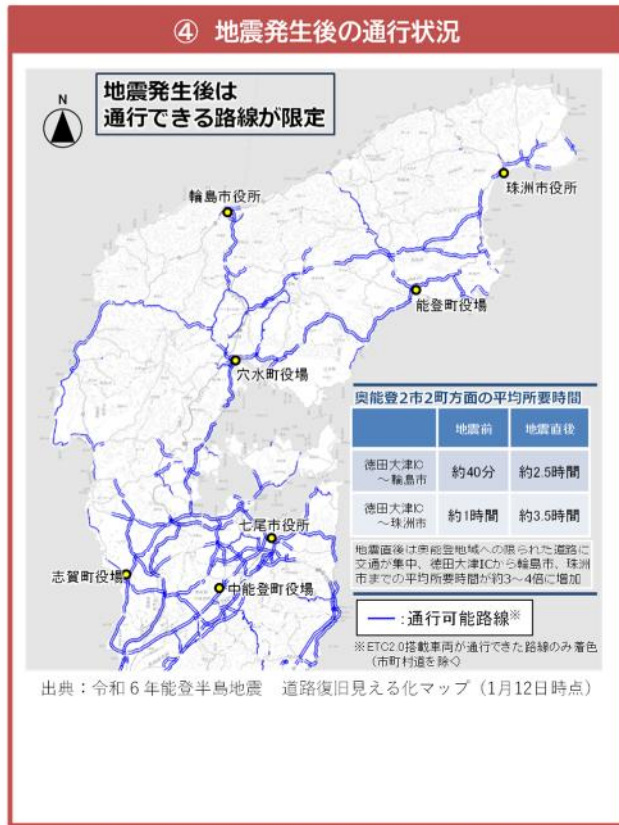 ④ 地震発生後の通行状況
地震発生後は
通行できる路線が限定
N
輪島市役所
珠洲市役所
能登町役場
穴水町役場
奥能登2市2町方面の平均所要時間
地震前 地震直後
徳田大津IC
～輪島市
約40分 約2.5時間
徳田大津IC
～珠洲市
約1時間 約3.5時間
地震直後は奥能登地域への限られた道路に
交通が集中、徳田大津ICから輪島市、珠洲
市までの平均所要時間が約3～4倍に増加
七尾市役所
志賀町役場
中能登町役場
：通行可能路線※
※ETC2.0搭載車両が通行できた路線のみ着色
（市町村道を除く）
出典：令和６年能登半島地震　道路復旧見える化マップ（1月12日時点）